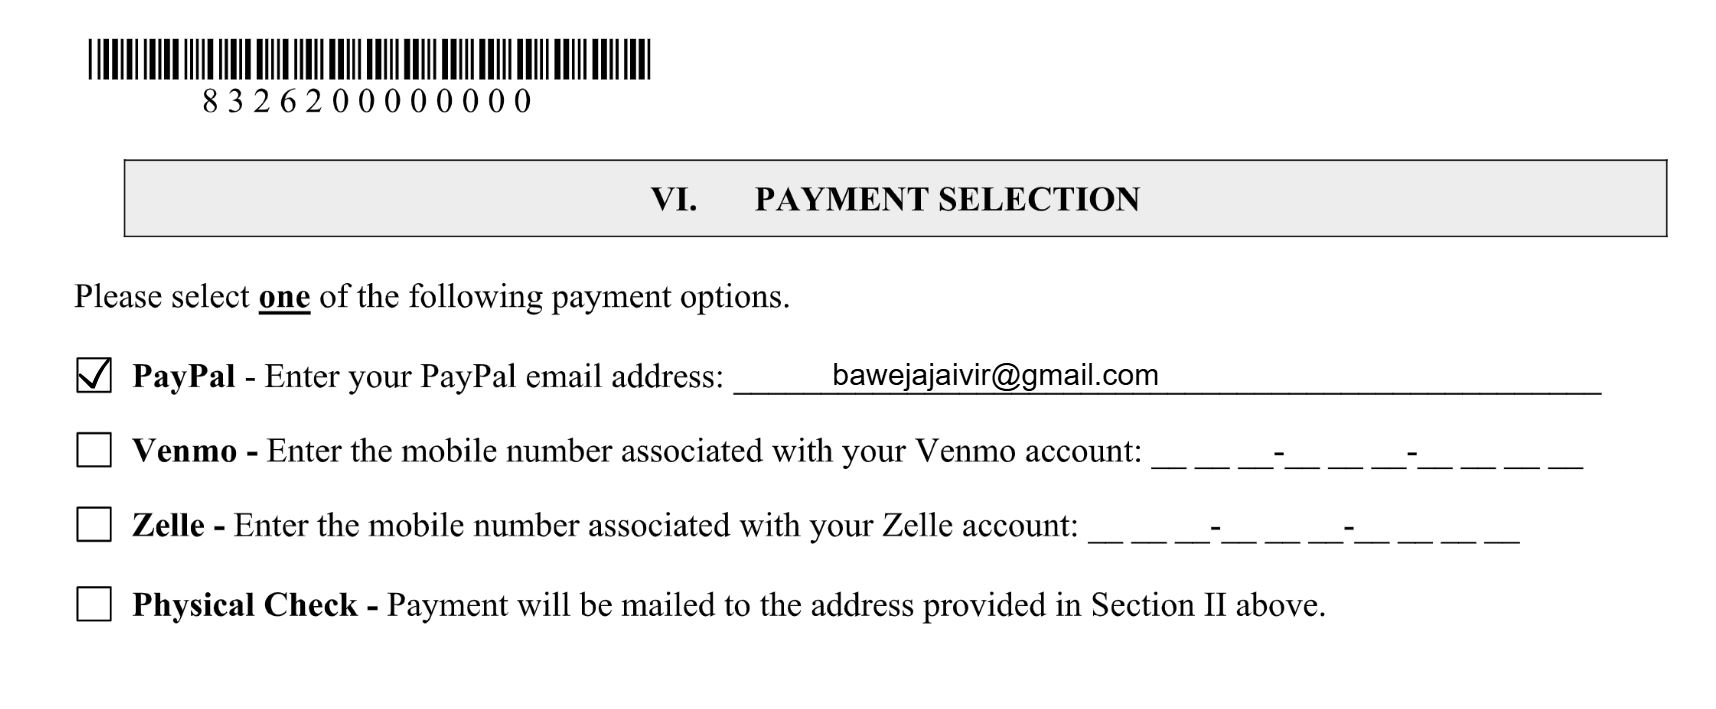 8326200000000
VI. PAYMENT SELECTION
Please select one of the following payment options.
PayPal - Enter your PayPal email address: bawejajaivir@gmail.com
Venmo - Enter the mobile number associated with your Venmo account: __ __ __-__ __ __-__ __ __ __
Zelle - Enter the mobile number associated with your Zelle account: __ __ __-__ __ __-__ __ __ __
Physical Check - Payment will be mailed to the address provided in Section II above.